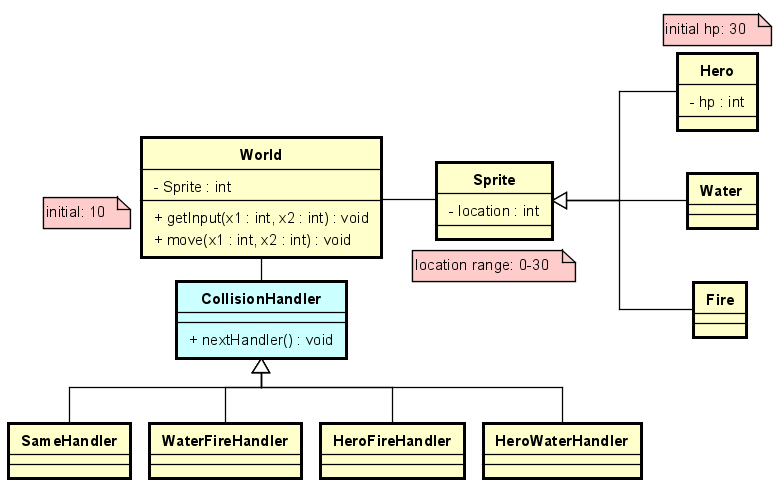 initial hp: 30
Hero
- hp : int
World
- Sprite : int
+ getInput(x1 : int, x2 : int) : void
+ move(x1 : int, x2 : int) : void
initial: 10
Sprite
- location : int
location range: 0-30
Water
Fire
CollisionHandler
+ nextHandler() : void
SameHandler
WaterFireHandler
HeroFireHandler
HeroWaterHandler